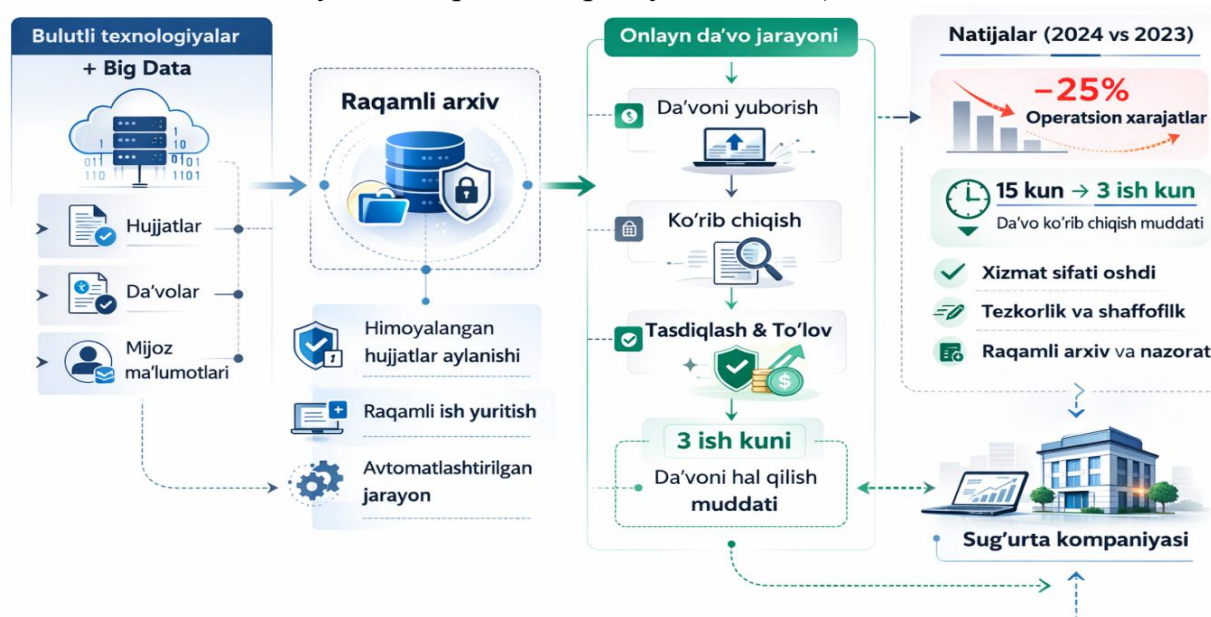 Bulutli texnologiyalar
+ Big Data
Hujjatlar
Da'volar
Mijoz
ma'lumotlari
Raqamli arxiv
Himoyalangan
hujjatlar aylanishi
Raqamli ish yuritish
Avtomatlashtirilgan
jarayon
Onlayn da'vo jarayoni
Da'voni yuborish
Ko'rib chiqish
Tasdiqlash & To'lov
3 ish kuni
Da'voni hal qilish
muddati
Natijalar (2024 vs 2023)
−25%
Operatsion xarajatlar
15 kun → 3 ish kun
Da'vo ko'rib chiqish muddati
Xizmat sifati oshdi
Tezkorlik va shaffofllk
Raqamli arxiv va nazorat
Sug'urta kompaniyasi